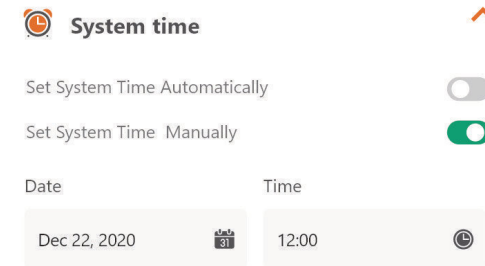 System time
Set System Time Automatically
Set System Time Manually
Date Time
Dec 22, 2020 31 12:00